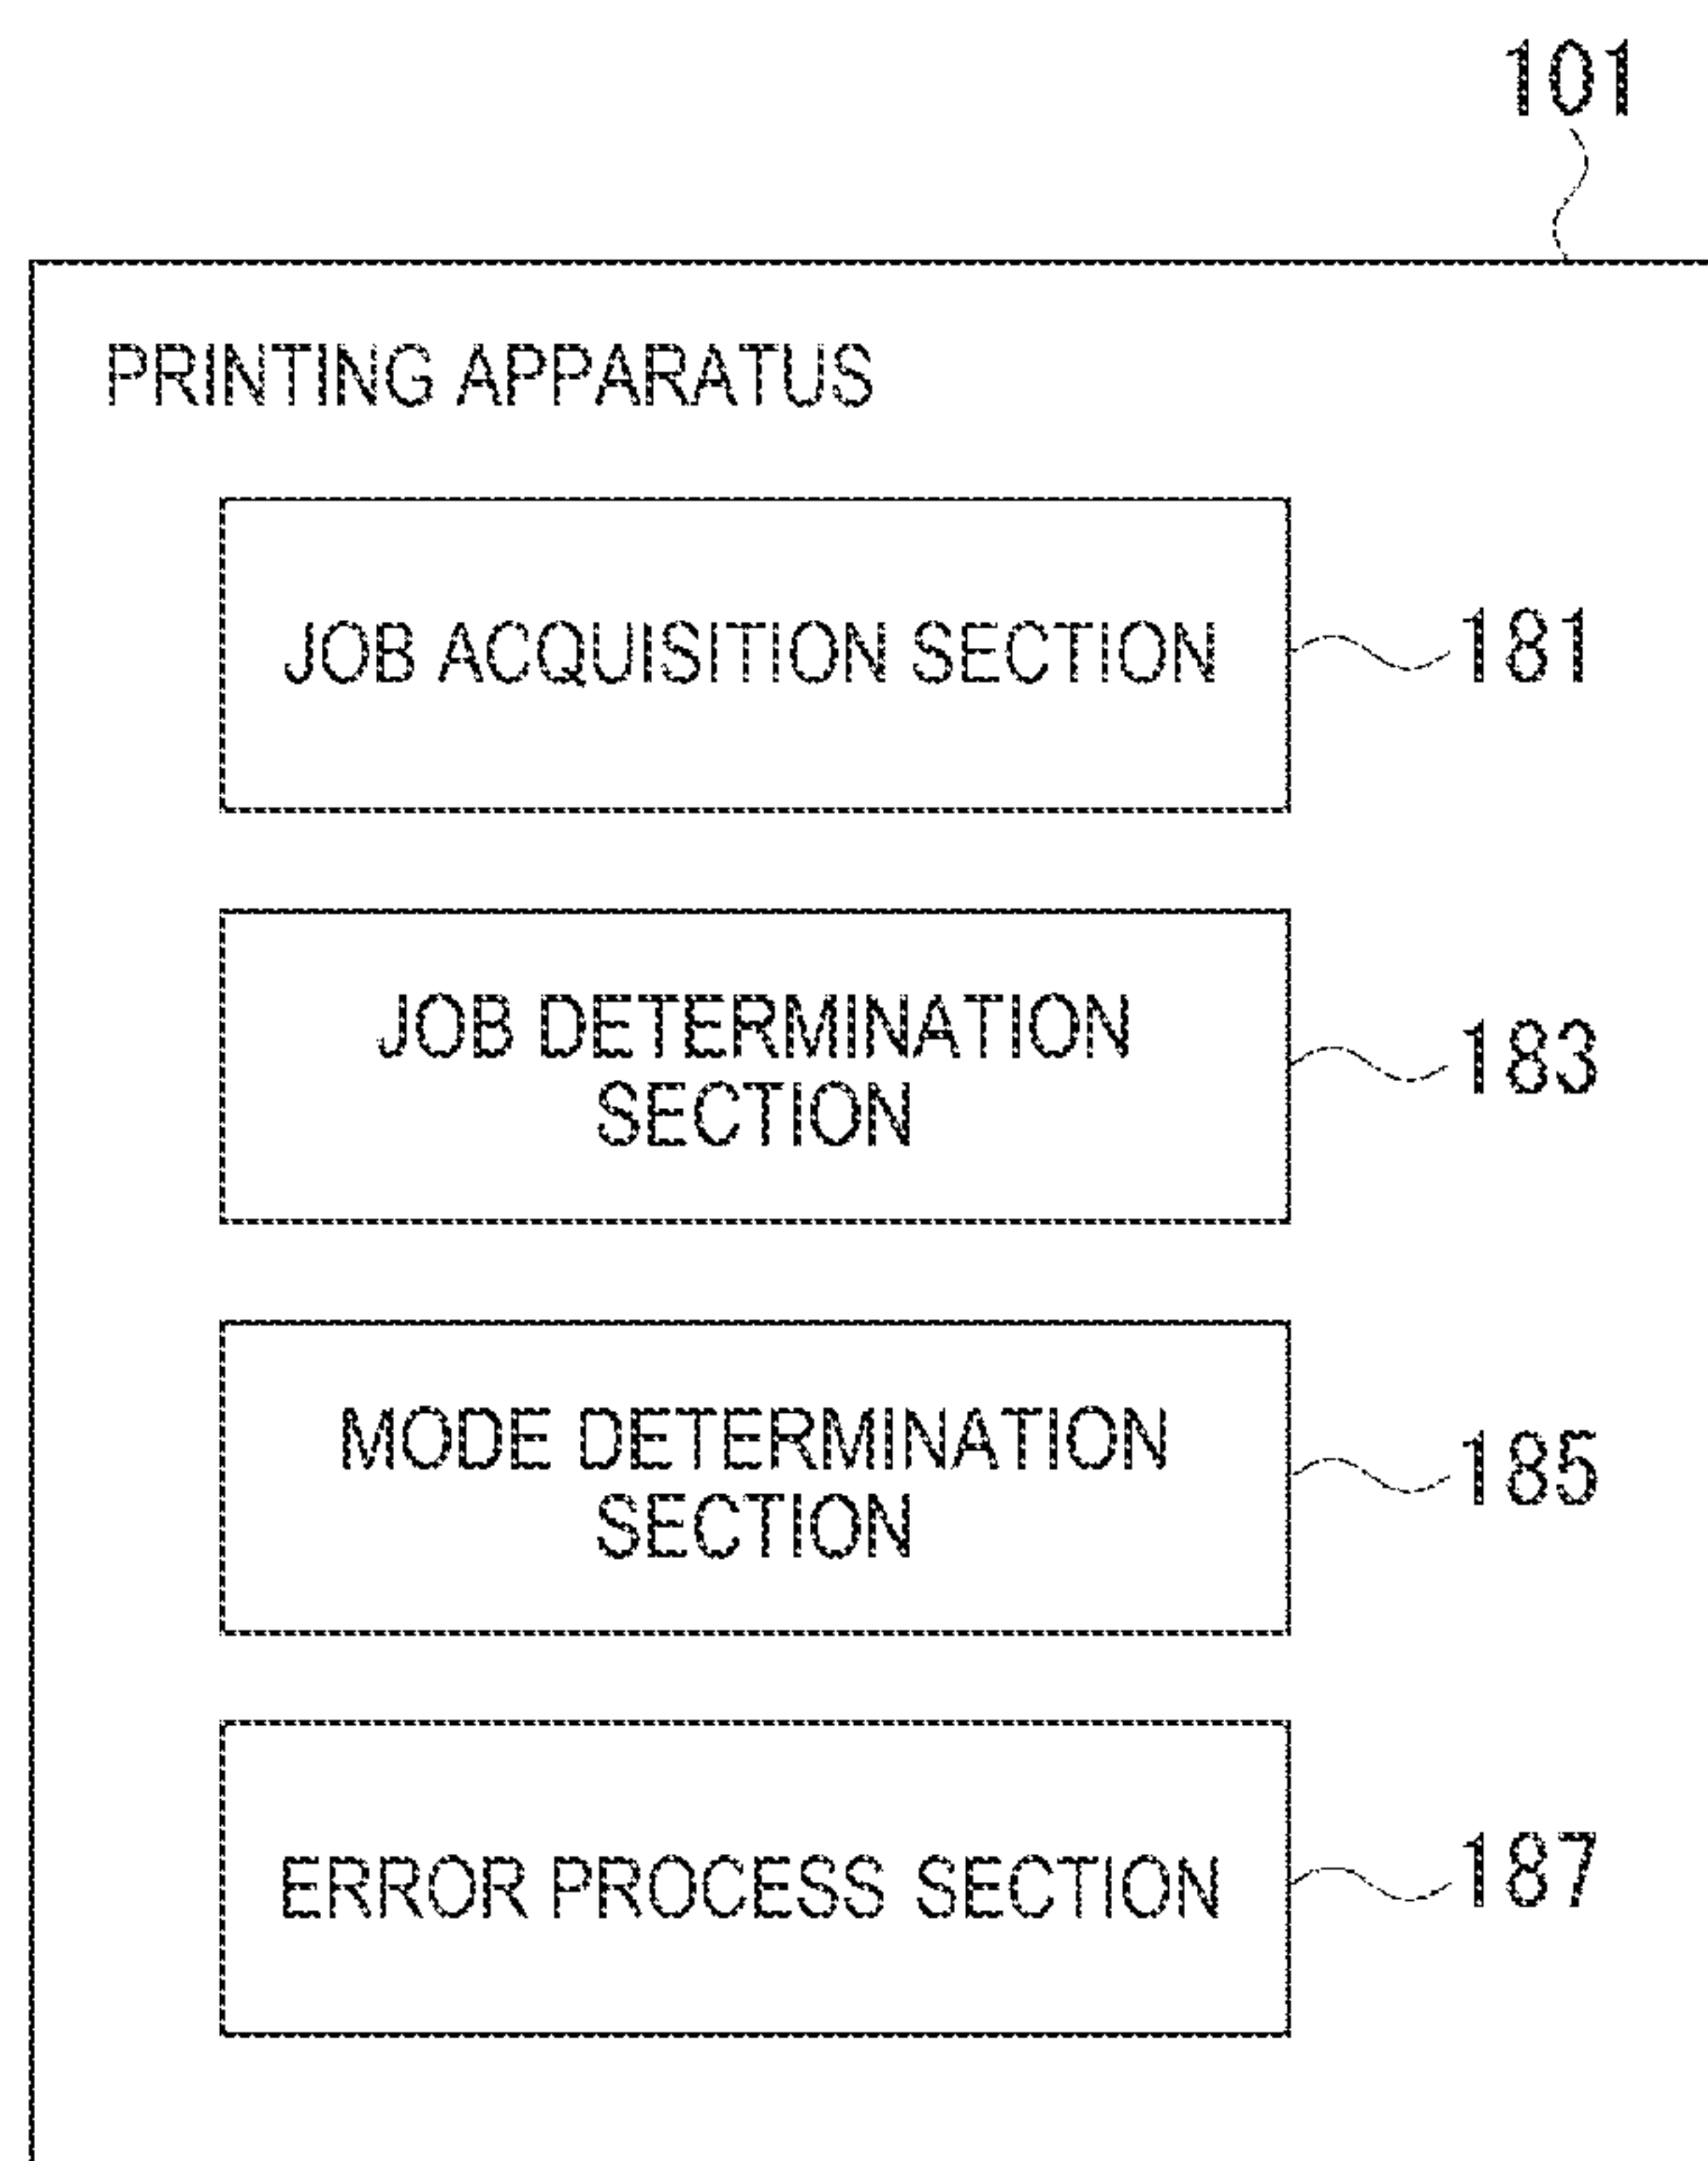 101
PRINTING APPARATUS
JOB ACQUISITION SECTION
181
JOB DETERMINATION
SECTION
183
MODE DETERMINATION
SECTION
185
ERROR PROCESS SECTION
187